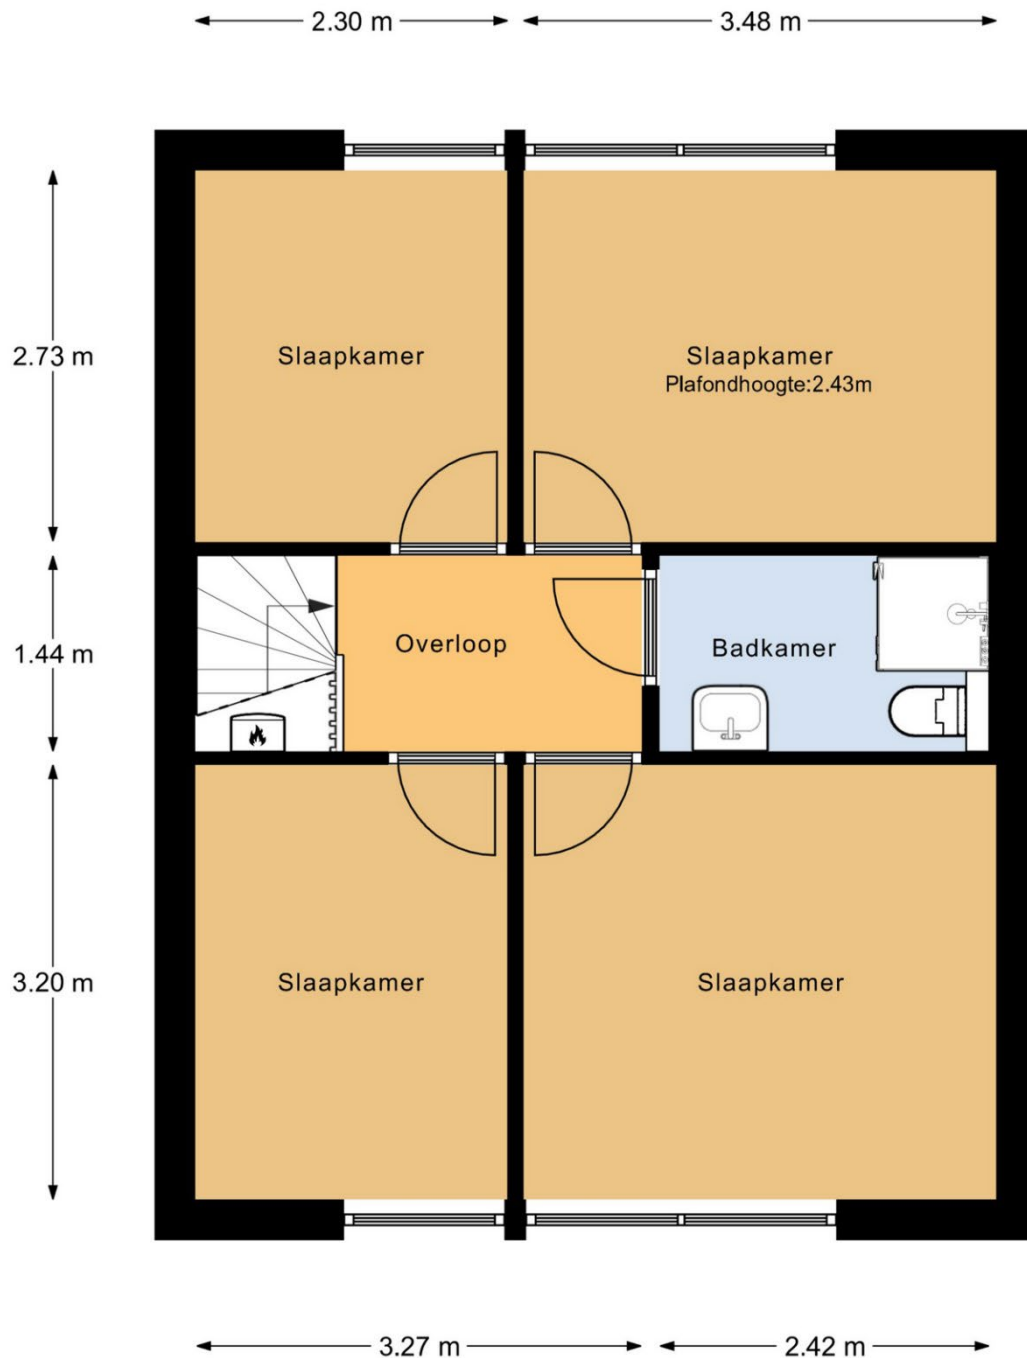 2.30 m
3.48 m
2.73 m
Slaapkamer
Slaapkamer
Plafondhoogte:2.43m
1.44 m
Overloop
Badkamer
3.20 m
Slaapkamer
Slaapkamer
3.27 m
2.42 m